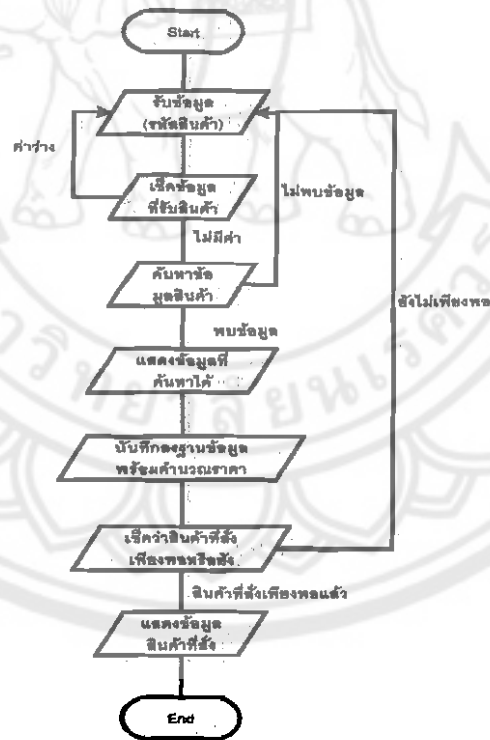 Start
รับข้อมูล
(รหัสสินค้า)
ค่าว่าง
เช็คข้อมูล
ที่รับสินค้า
ไม่พบข้อมูล
ไม่มีค่า
ค้นหาข้อ
มูลสินค้า
ยังไม่เพียงพอ
พบข้อมูล
แสดงข้อมูลที่
ค้นหาได้
บันทึกลงฐานข้อมูล
พร้อมคำนวณราคา
เช็คว่าสินค้าที่สั่ง
เพียงพอหรือยัง
สินค้าที่สั่งเพียงพอแล้ว
แสดงข้อมูล
สินค้าที่สั่ง
End